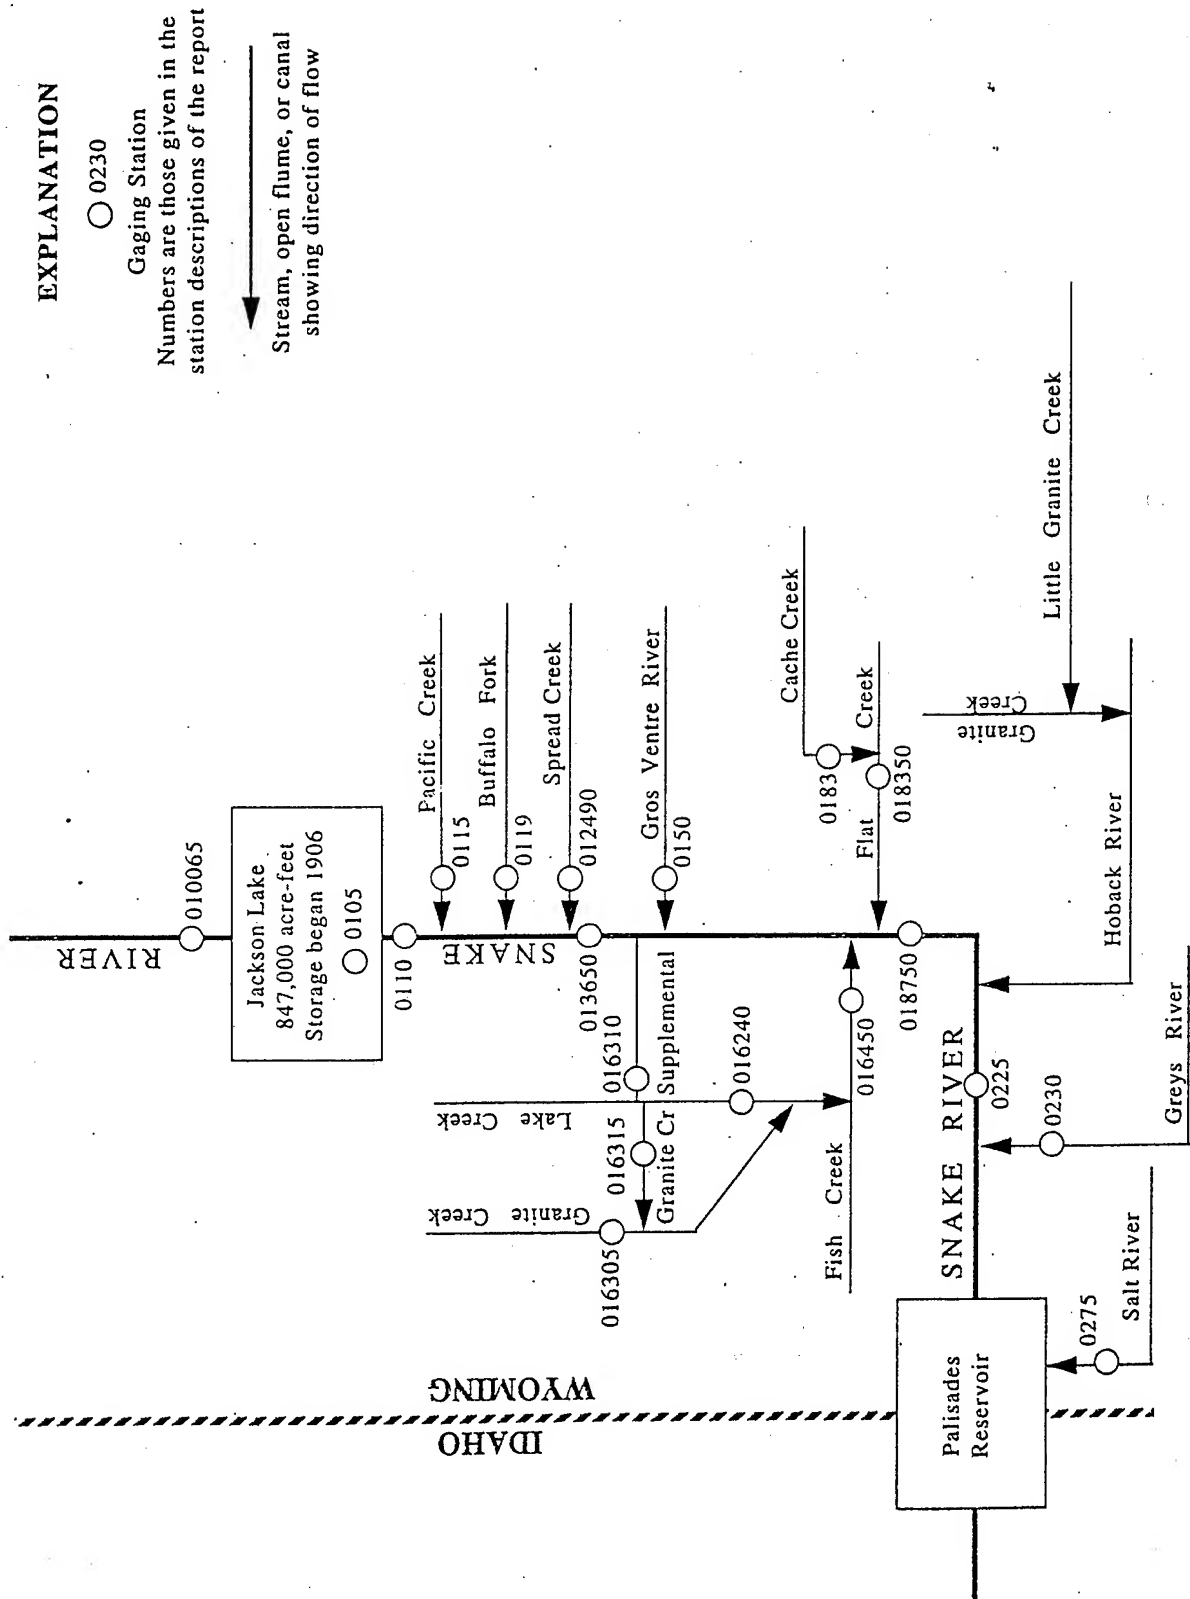 EXPLANATION
0230
Gaging Station
Numbers are those given in the
station descriptions of the report
Stream, open flume, or canal
showing direction of flow
RIVER
010065
Jackson Lake
847,000 acre-feet
Storage began 1906
0105
0110
SNAKE
Pacific Creek
0115
Buffalo Fork
0119
Spread Creek
012490
013650
Gros Ventre River
0150
Supplemental
016310
Lake Creek
016315
Granite Cr
Granite Creek
016305
016240
Fish Creek
016450
Cache Creek
0183
Flat Creek
018350
018750
Little Granite Creek
Granite
Creek
Hoback River
SNAKE RIVER
0225
0230
Greys River
0275
Salt River
Palisades
Reservoir
WYOMING
IDAHO